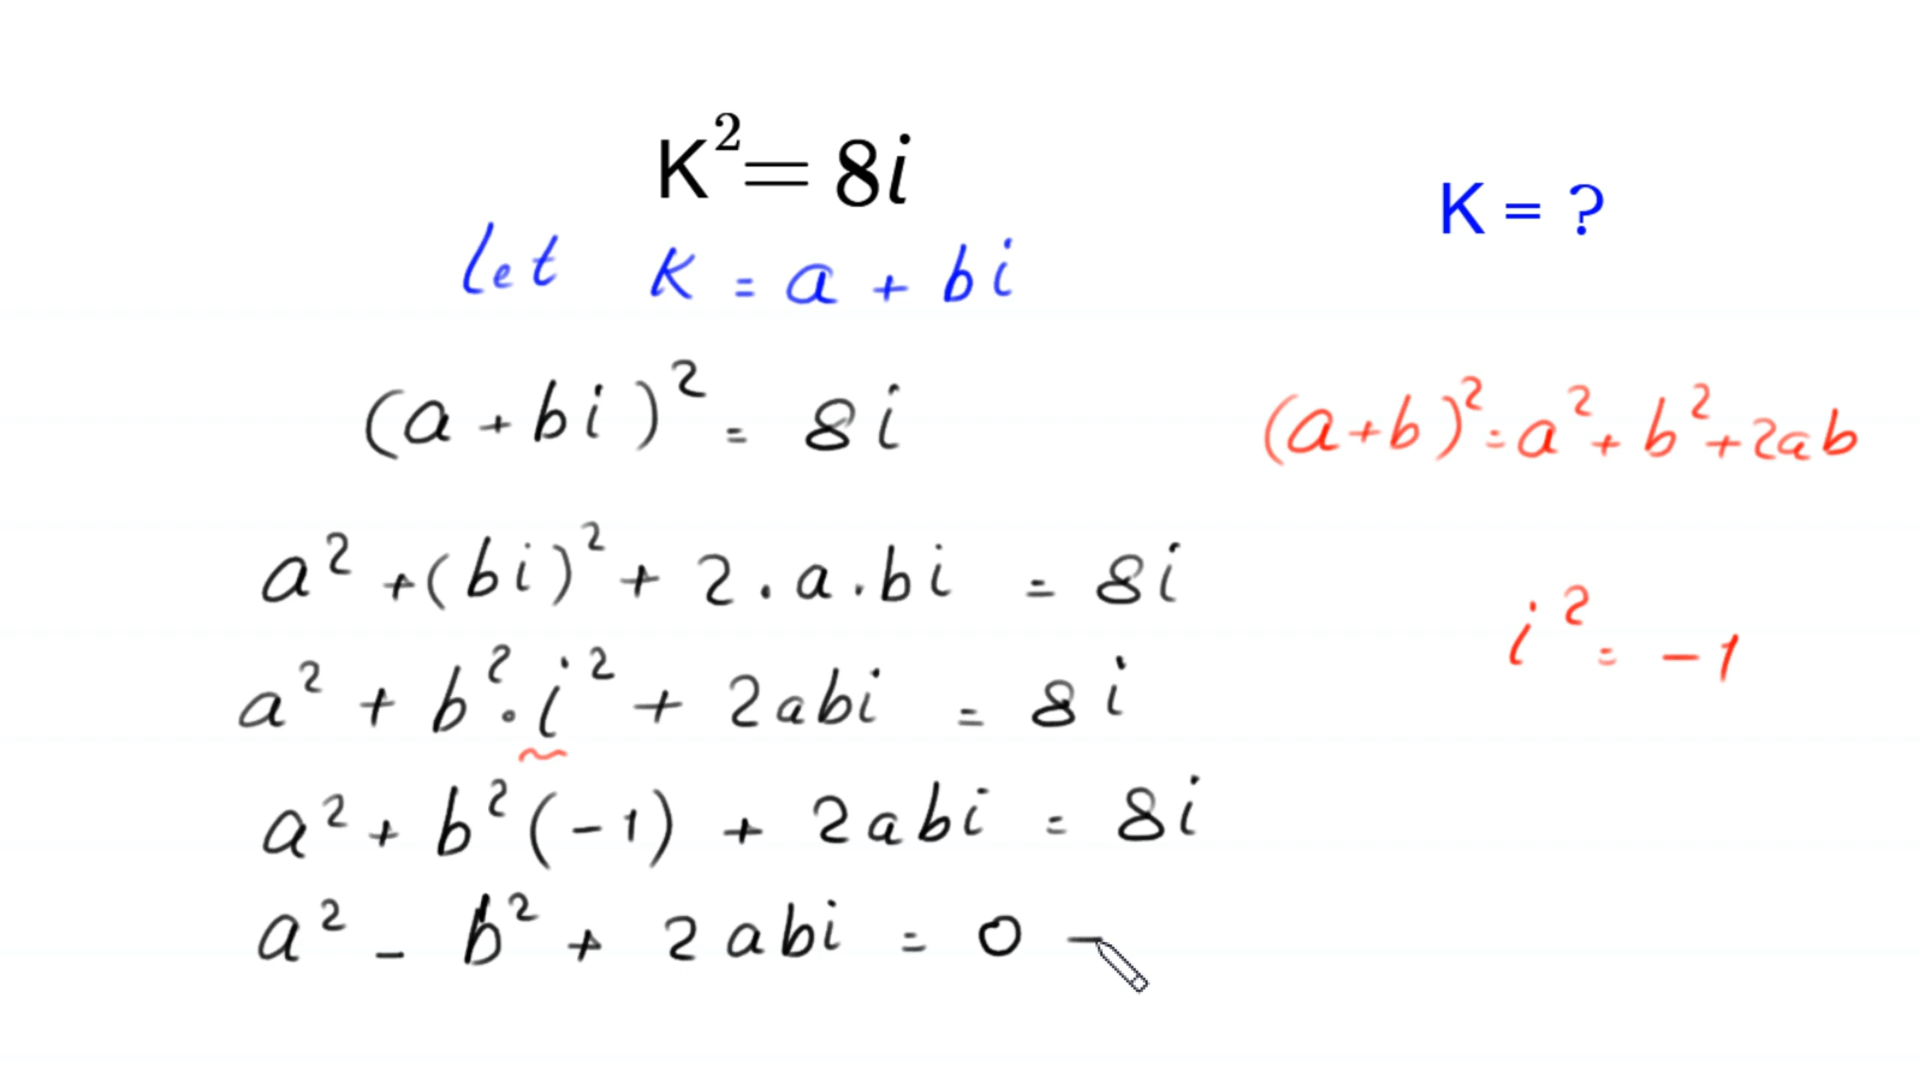 K² = 8i
K = ?
let K = a + bi
(a + bi)² = 8i
(a+b)² = a² + b² + 2ab
a² + (bi)² + 2 . a . bi = 8i
i² = -1
a² + b² . i² + 2abi = 8i
a² + b² (-1) + 2abi = 8i
a² - b² + 2abi = 0 -